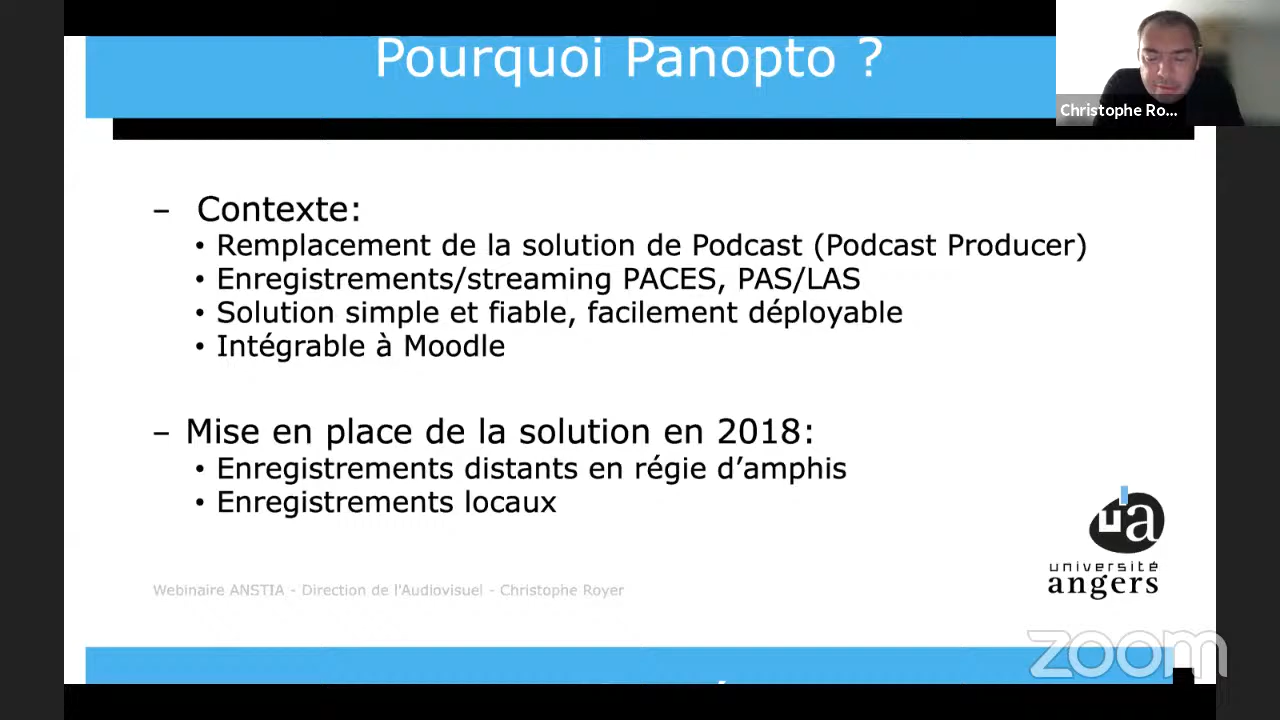 Pourquoi Panopto ?
Christophe Ro...
– Contexte:
• Remplacement de la solution de Podcast (Podcast Producer)
• Enregistrements/streaming PACES, PAS/LAS
• Solution simple et fiable, facilement déployable
• Intégrable à Moodle
– Mise en place de la solution en 2018:
• Enregistrements distants en régie d’amphis
• Enregistrements locaux
ua
université
angers
Webinaire ANSTIA - Direction de l'Audiovisuel - Christophe Royer
zoom